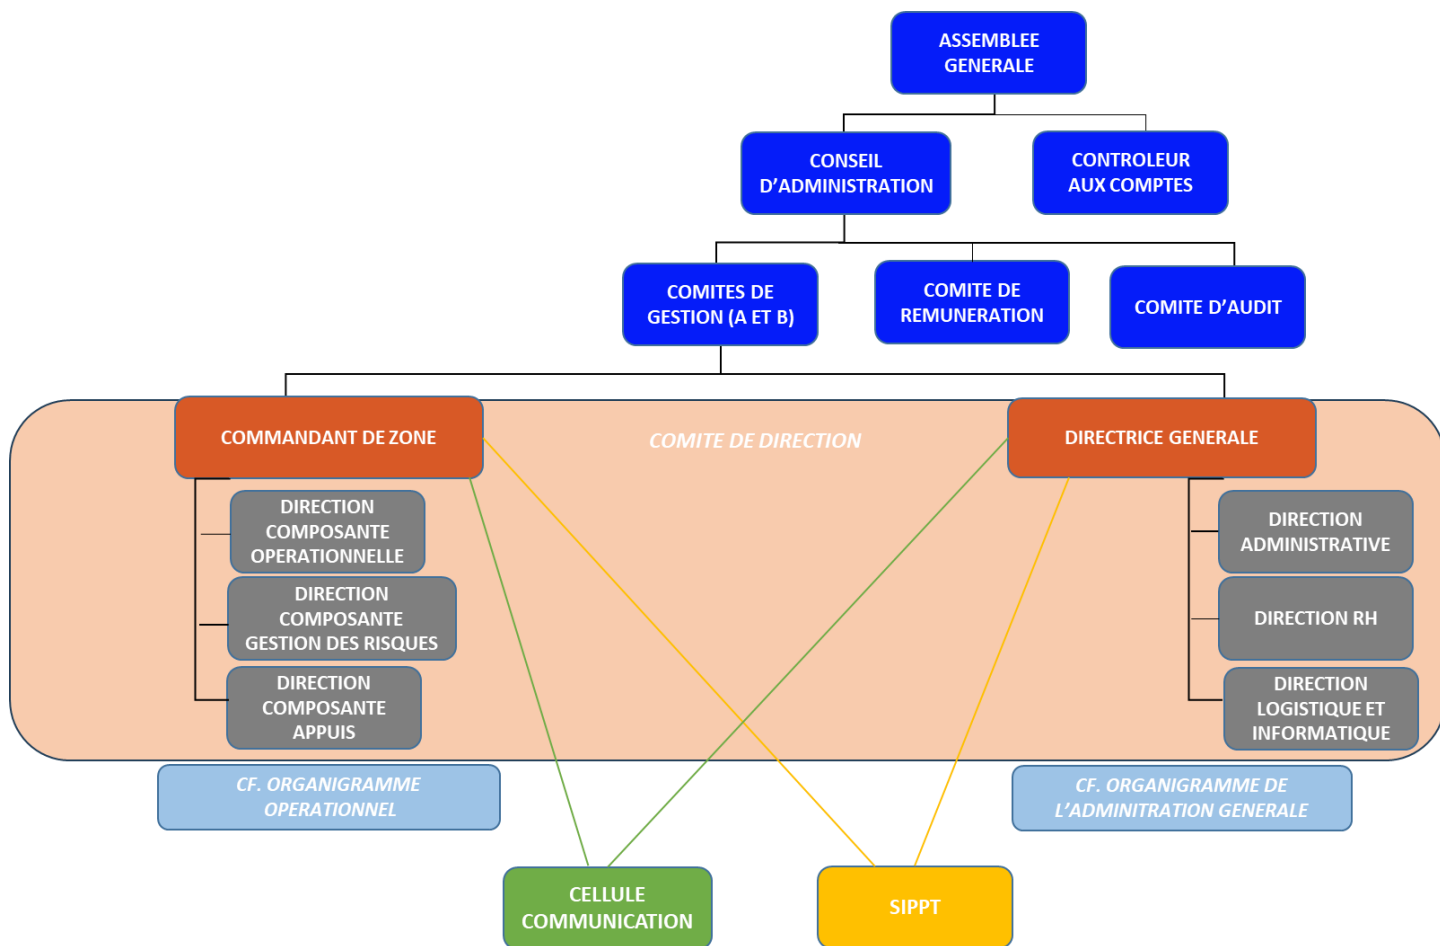 ASSEMBLEE
GENERALE
CONSEIL
D'ADMINISTRATION
CONTROLEUR
AUX COMPTES
COMITES DE
GESTION (A ET B)
COMITE DE
REMUNERATION
COMITE D'AUDIT
COMMANDANT DE ZONE
COMITE DE DIRECTION
DIRECTRICE GENERALE
DIRECTION
COMPOSANTE
OPERATIONNELLE
DIRECTION
COMPOSANTE
GESTION DES RISQUES
DIRECTION
COMPOSANTE
APPUIS
DIRECTION
ADMINISTRATIVE
DIRECTION RH
DIRECTION
LOGISTIQUE ET
INFORMATIQUE
CF. ORGANIGRAMME
OPERATIONNEL
CF. ORGANIGRAMME DE
L'ADMINITRATION GENERALE
CELLULE
COMMUNICATION
SIPPT